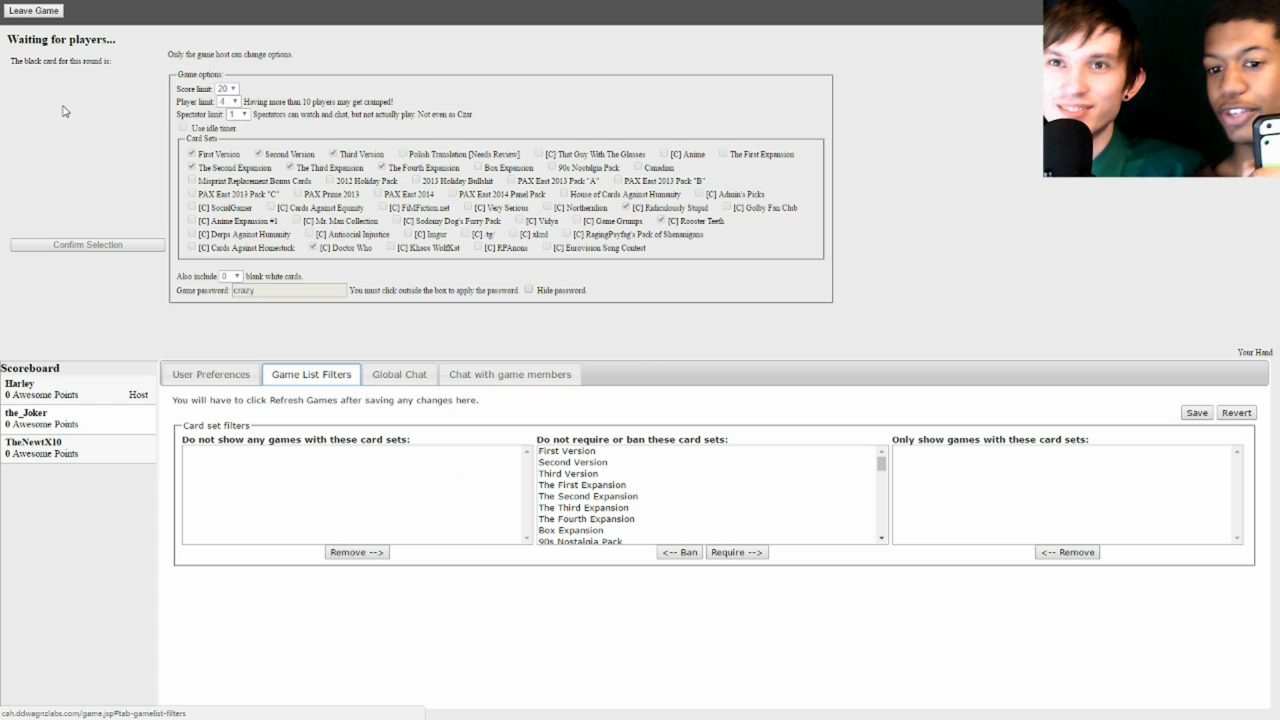 Leave Game
Waiting for players...
The black card for this round is:
Only the game host can change options.
Game options:
Score limit: 20
Player limit: 4 Having more than 10 players may get cramped!
Spectator limit: 1 Spectators can watch and chat, but not actually play. Not even as Czar.
Use idle timer.
Card Sets
First Version Second Version Third Version Polish Translation [Needs Review] [C] That Guy With The Glasses [C] Anime The First Expansion
The Second Expansion The Third Expansion The Fourth Expansion Box Expansion 90s Nostalgia Pack Canadian
Misprint Replacement Bonus Cards 2012 Holiday Pack 2013 Holiday Bullshit PAX East 2013 Pack "A" PAX East 2013 Pack "B"
PAX East 2013 Pack "C" PAX Prime 2013 PAX East 2014 PAX East 2014 Panel Pack House of Cards Against Humanity [C] Admin's Picks
[C] SocialGamer [C] Cards Against Equinity [C] FiMFiction.net [C] Very Serious [C] Northernlion [C] Ridiculously Stupid [C] Golby Fan Club
[C] Anime Expansion #1 [C] Mr. Man Collection [C] Sodomy Dog's Furry Pack [C] Vidya [C] Game Grumps [C] Rooster Teeth
[C] Derps Against Humanity [C] Antisocial Injustice [C] Imgur [C] /tg/ [C] xkcd [C] RagingPsyfag's Pack of Shenanigans
[C] Cards Against Homestuck [C] Doctor Who [C] Khaos WolfKat [C] RPAnons [C] Eurovision Song Contest
Confirm Selection
Also include 0 blank white cards.
Game password: crazy You must click outside the box to apply the password. Hide password.
Your Hand
Scoreboard
Harley
0 Awesome Points Host
the_Joker
0 Awesome Points
TheNewtX10
0 Awesome Points
User Preferences Game List Filters Global Chat Chat with game members
You will have to click Refresh Games after saving any changes here.
Save Revert
Card set filters
Do not show any games with these card sets: Do not require or ban these card sets: Only show games with these card sets:
First Version
Second Version
Third Version
The First Expansion
The Second Expansion
The Third Expansion
The Fourth Expansion
Box Expansion
90s Nostalgia Pack
Remove --> <-- Ban Require --> <-- Remove
cah.ddwagnzlabs.com/game.jsp#tab-gamelist-filters